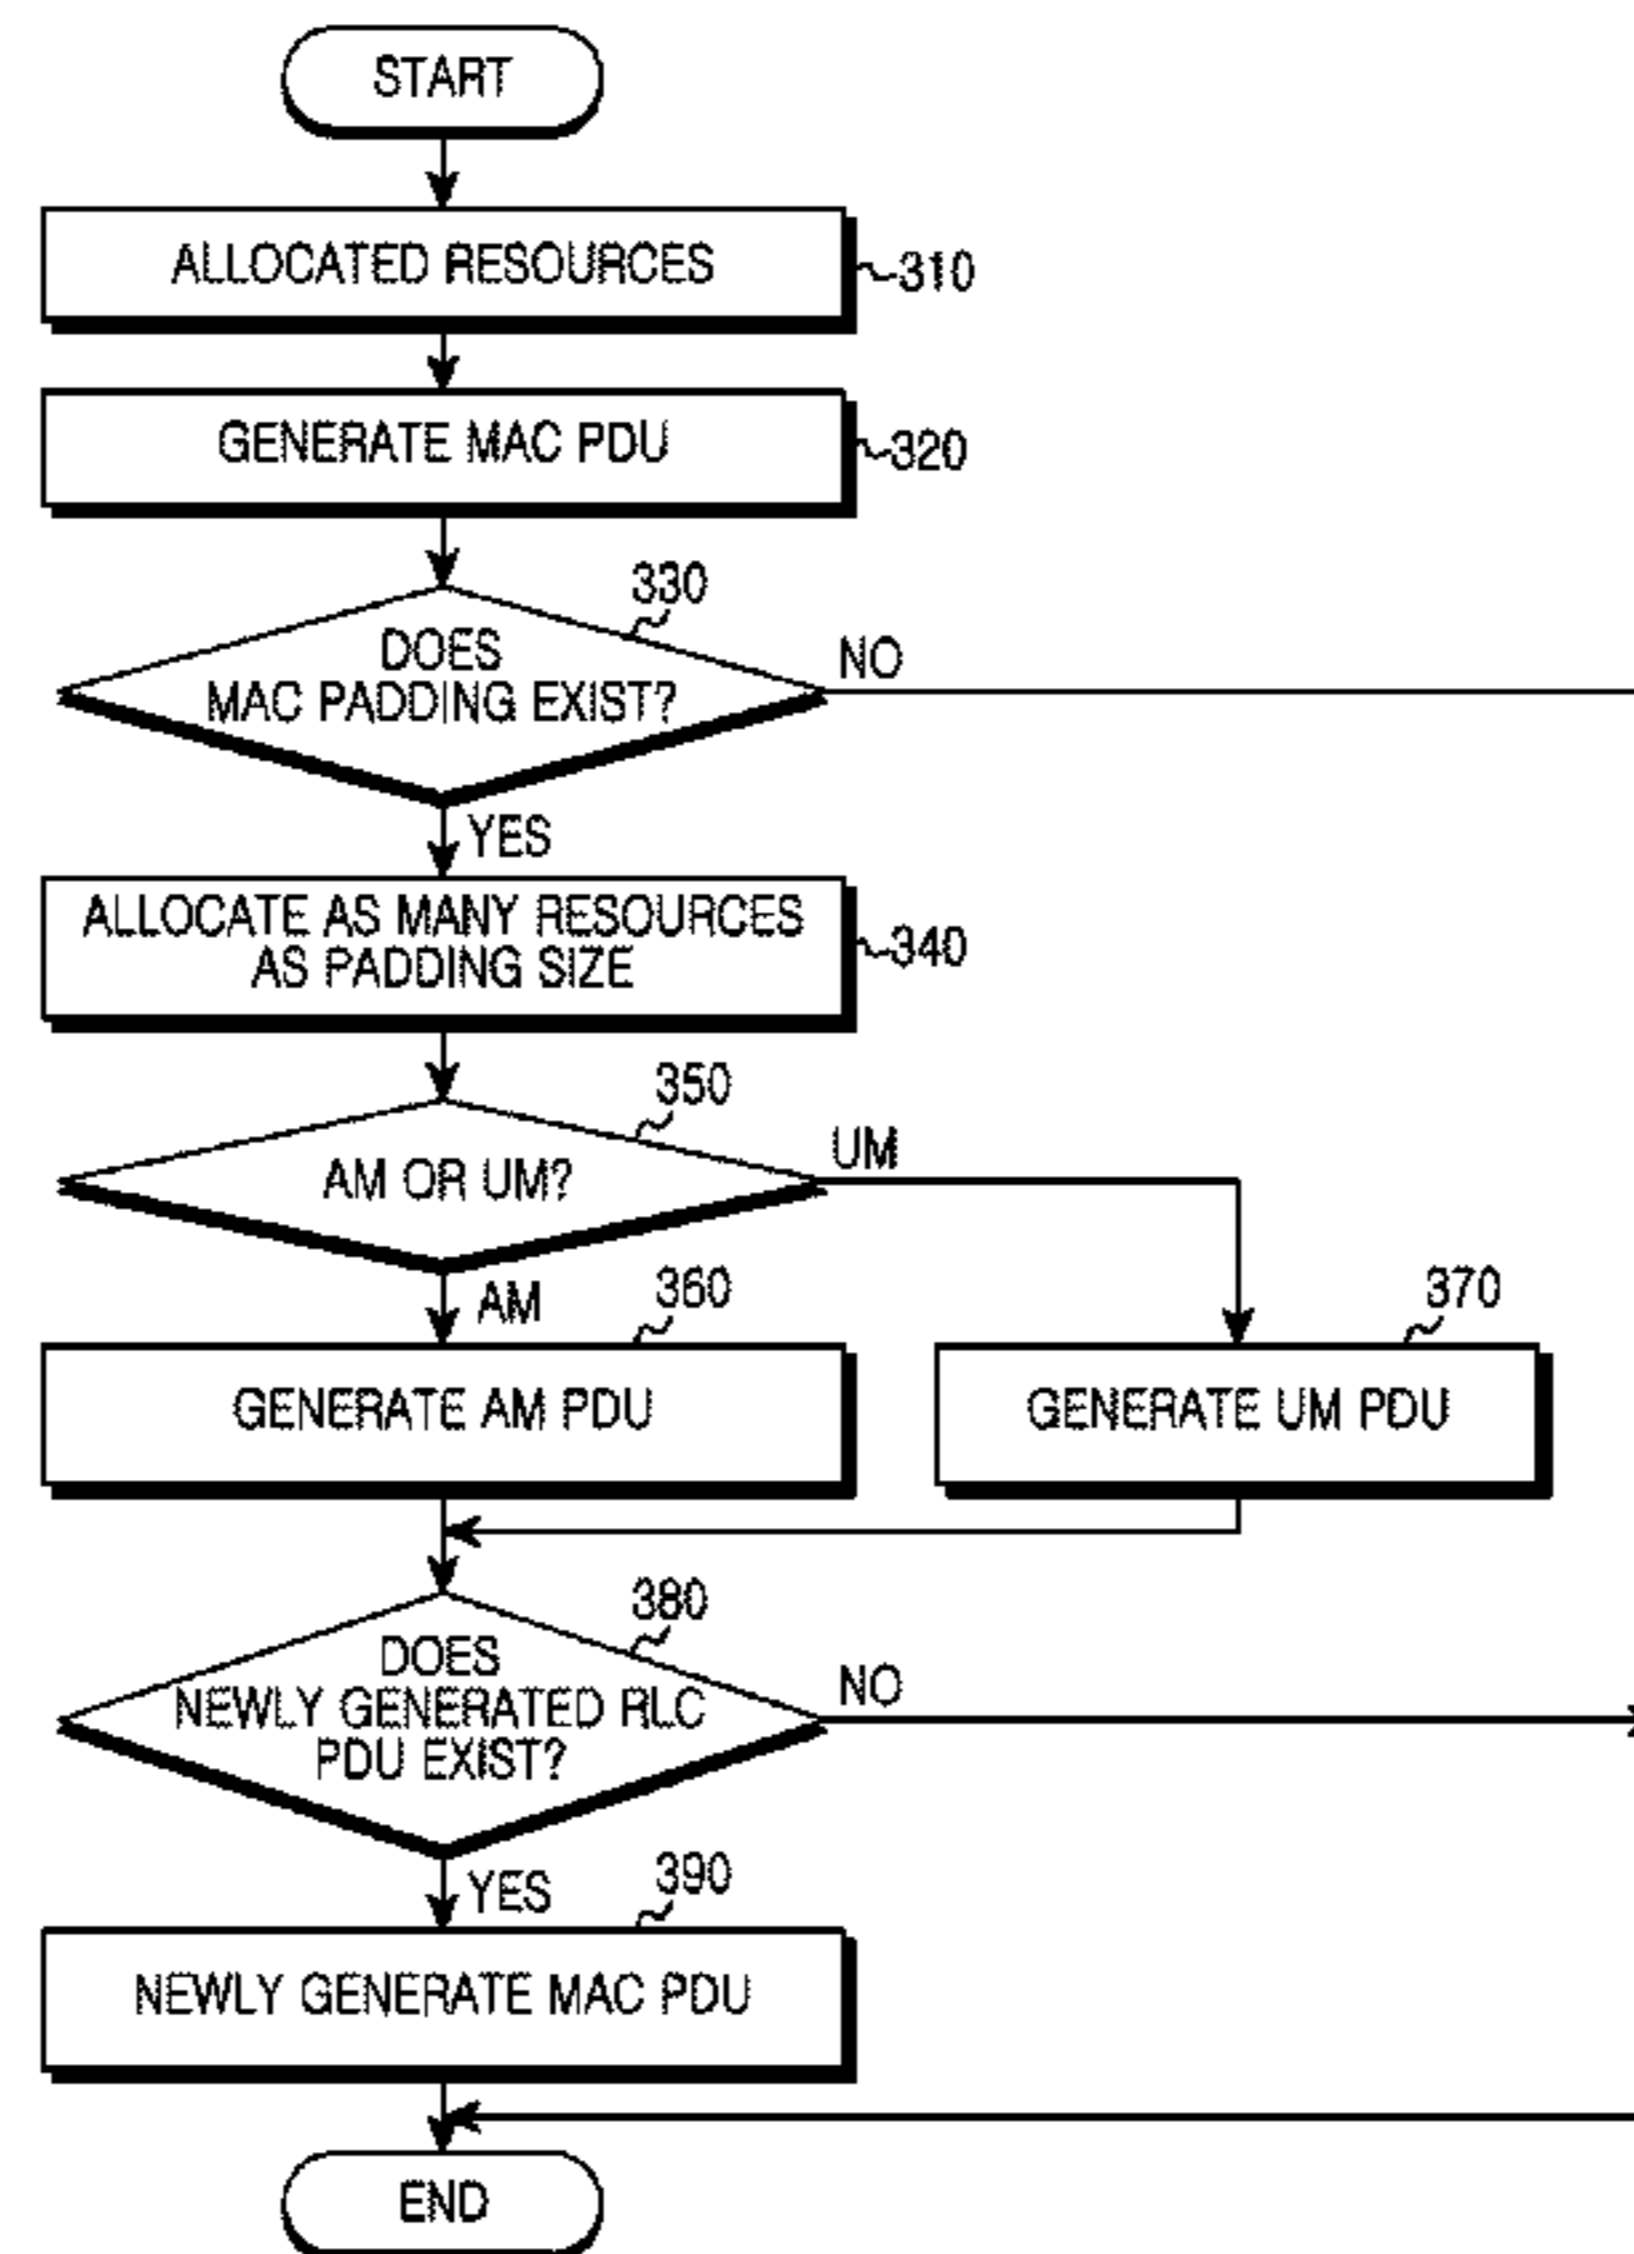 START
ALLOCATED RESOURCES
310
GENERATE MAC PDU
320
330
DOES
MAC PADDING EXIST?
NO
YES
ALLOCATE AS MANY RESOURCES
AS PADDING SIZE
340
350
AM OR UM?
UM
AM
360
370
GENERATE AM PDU
GENERATE UM PDU
380
DOES
NEWLY GENERATED RLC
PDU EXIST?
NO
YES
390
NEWLY GENERATE MAC PDU
END